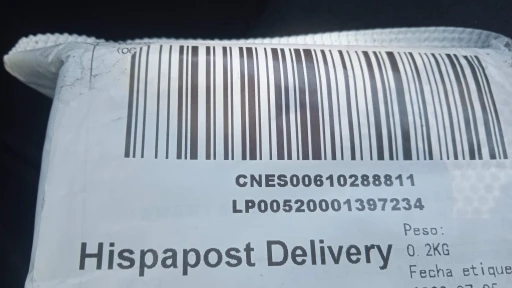 CNES00610288811
LP00520001397234
Peso:
Hispapost Delivery
0.2KG
Fecha etique